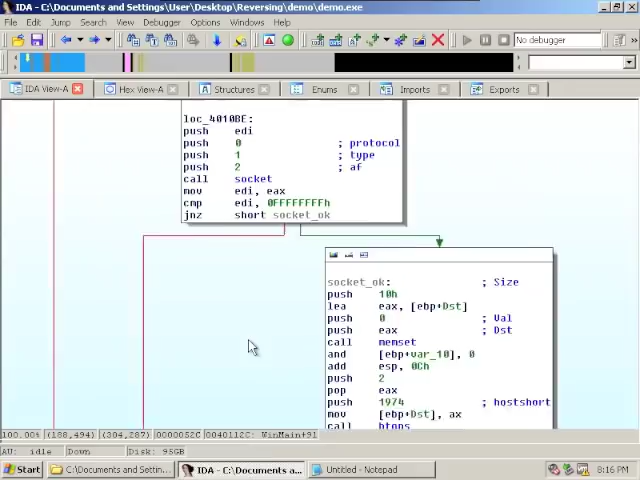 IDA - C:\Documents and Settings\User\Desktop\Reversing\demo\demo.exe
File Edit Jump Search View Debugger Options Windows Help
No debugger
IDA View-A Hex View-A Structures Enums Imports Exports
loc_4010BE:
push edi
push 0 ; protocol
push 1 ; type
push 2 ; af
call socket
mov edi, eax
cmp edi, 0FFFFFFFFh
jnz short socket_ok
socket_ok: ; Size
push 10h
lea eax, [ebp+Dst]
push 0 ; Val
push eax ; Dst
call memset
and [ebp+var_10], 0
add esp, 0Ch
push 2
pop eax
push 1974 ; hostshort
mov [ebp+Dst], ax
call htons
100.00% (188,494) (304,287) 0000052C 0040112C: WinMain+91
AU: idle Down Disk: 95GB
Start C:\Documents and Settin... IDA - C:\Documents a... Untitled - Notepad 8:16 PM